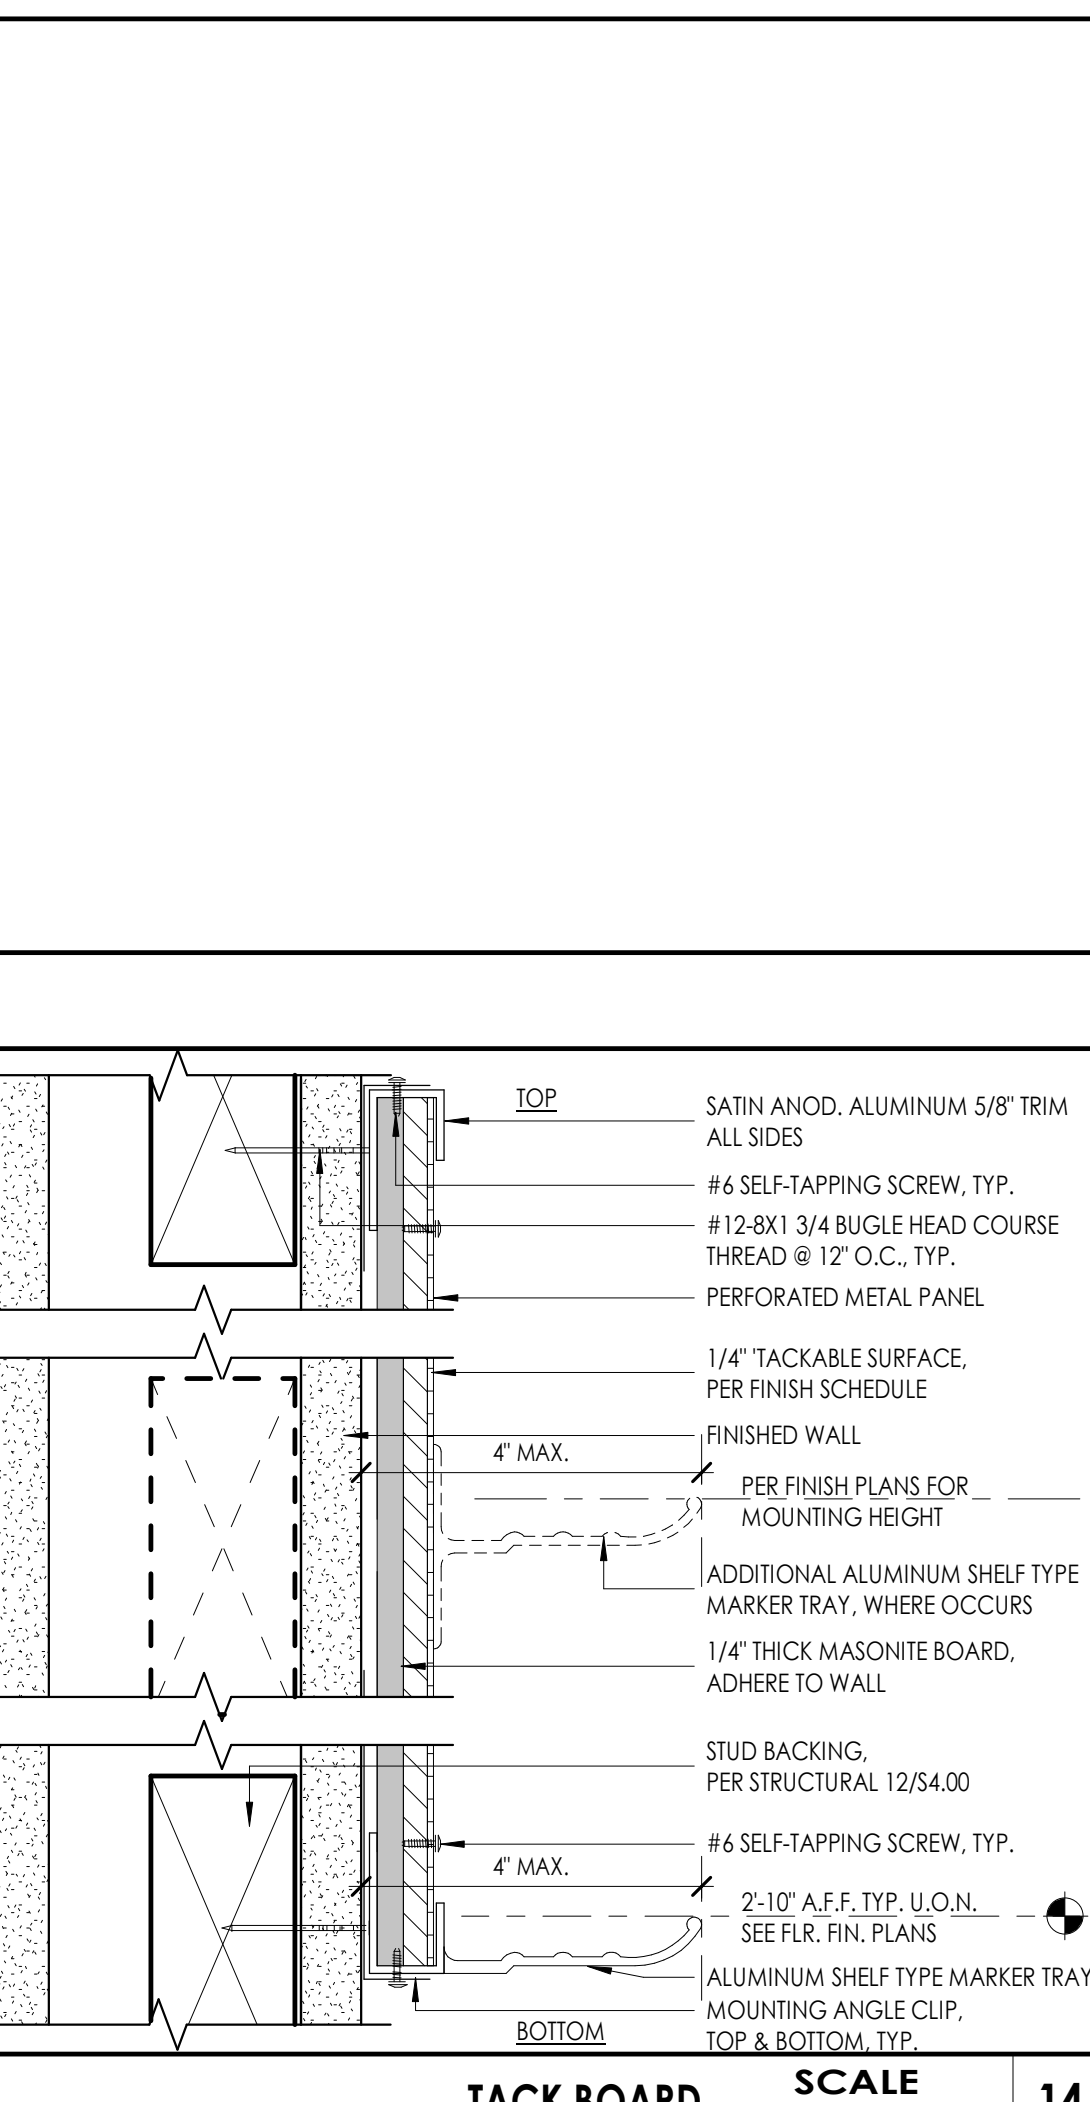 TOP
SATIN ANOD. ALUMINUM 5/8" TRIM
ALL SIDES
#6 SELF-TAPPING SCREW, TYP.
#12-8X1 3/4 BUGLE HEAD COURSE
THREAD @ 12" O.C., TYP.
PERFORATED METAL PANEL
1/4" 'TACKABLE SURFACE,
PER FINISH SCHEDULE
FINISHED WALL
4" MAX.
PER FINISH PLANS FOR
MOUNTING HEIGHT
ADDITIONAL ALUMINUM SHELF TYPE
MARKER TRAY, WHERE OCCURS
1/4" THICK MASONITE BOARD,
ADHERE TO WALL
STUD BACKING,
PER STRUCTURAL 12/S4.00
#6 SELF-TAPPING SCREW, TYP.
4" MAX.
2'-10" A.F.F. TYP. U.O.N.
SEE FLR. FIN. PLANS
ALUMINUM SHELF TYPE MARKER TRAY
MOUNTING ANGLE CLIP,
TOP & BOTTOM, TYP.
BOTTOM
TACK BOARD
SCALE
14